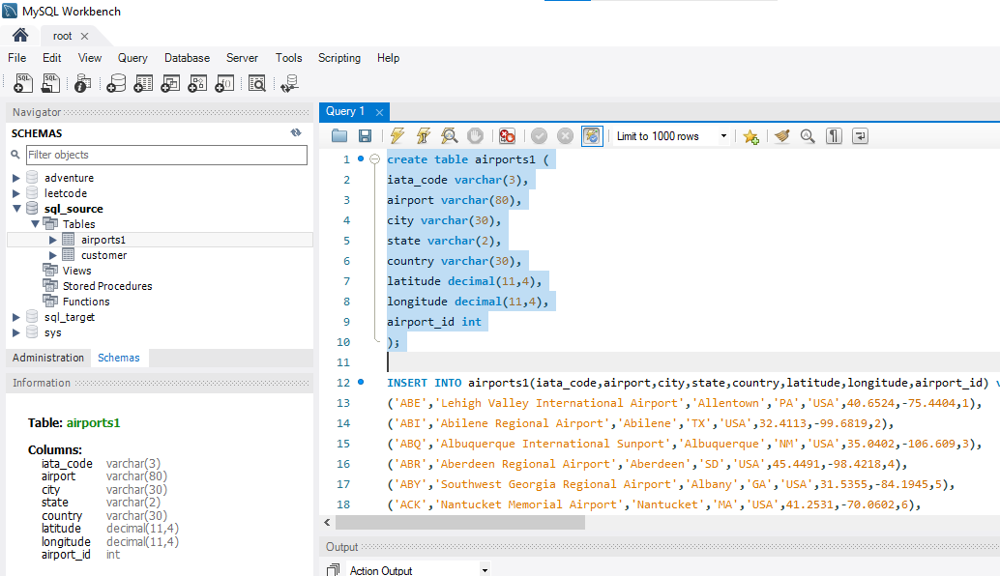 MySQL Workbench
root
File Edit View Query Database Server Tools Scripting Help
Navigator
SCHEMAS
Filter objects
adventure
leetcode
sql_source
Tables
airports1
customer
Views
Stored Procedures
Functions
sql_target
sys
Administration Schemas
Information
Table: airports1
Columns:
iata_code varchar(3)
airport varchar(80)
city varchar(30)
state varchar(2)
country varchar(30)
latitude decimal(11,4)
longitude decimal(11,4)
airport_id int
Query 1
Limit to 1000 rows
1 create table airports1 (
2 iata_code varchar(3),
3 airport varchar(80),
4 city varchar(30),
5 state varchar(2),
6 country varchar(30),
7 latitude decimal(11,4),
8 longitude decimal(11,4),
9 airport_id int
10 );
11
12 INSERT INTO airports1(iata_code,airport,city,state,country,latitude,longitude,airport_id) v
13 ('ABE','Lehigh Valley International Airport','Allentown','PA','USA',40.6524,-75.4404,1),
14 ('ABI','Abilene Regional Airport','Abilene','TX','USA',32.4113,-99.6819,2),
15 ('ABQ','Albuquerque International Sunport','Albuquerque','NM','USA',35.0402,-106.609,3),
16 ('ABR','Aberdeen Regional Airport','Aberdeen','SD','USA',45.4491,-98.4218,4),
17 ('ABY','Southwest Georgia Regional Airport','Albany','GA','USA',31.5355,-84.1945,5),
18 ('ACK','Nantucket Memorial Airport','Nantucket','MA','USA',41.2531,-70.0602,6),
Output
Action Output